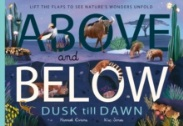 LIFT THE FLAPS TO SEE NATURE'S WONDERS UNFOLD
ABOVE
and
BELOW
DUSK till DAWN